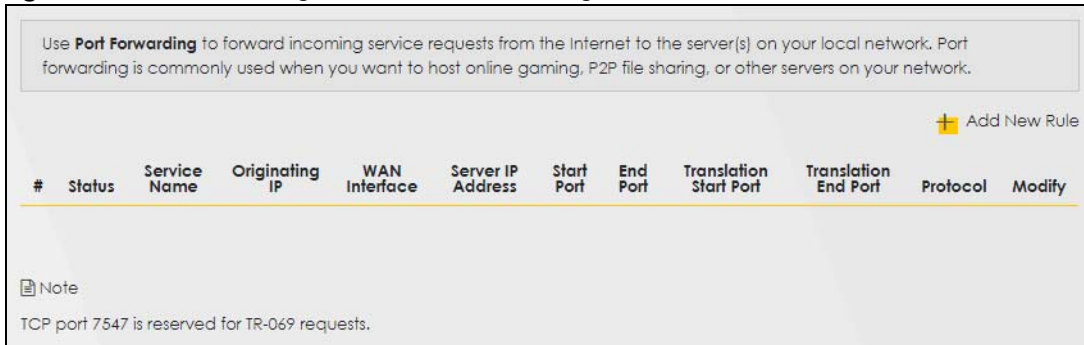 Use Port Forwarding to forward incoming service requests from the Internet to the server(s) on your local network. Port
forwarding is commonly used when you want to host online gaming, P2P file sharing, or other servers on your network.
Add New Rule
# Status Service Name Originating IP WAN Interface Server IP Address Start Port End Port Translation Start Port Translation End Port Protocol Modify
Note
TCP port 7547 is reserved for TR-069 requests.